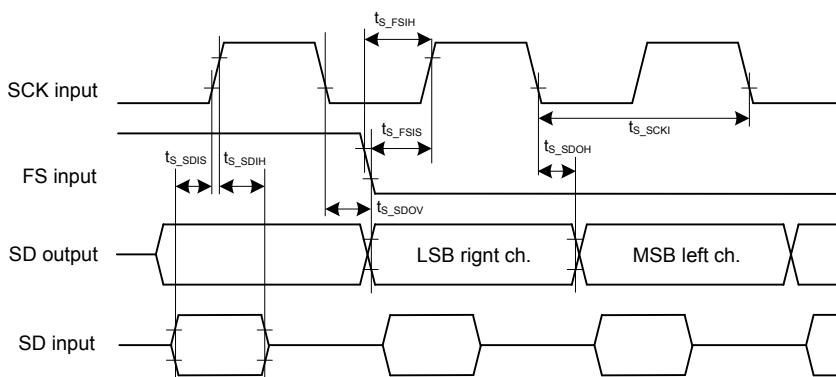 t_S_FSIH
SCK input
t_S_FSIS
t_S_SCKI
t_S_SDIS t_S_SDIH
t_S_SDOH
FS input
t_S_SDOV
SD output
LSB rignt ch. MSB left ch.
SD input